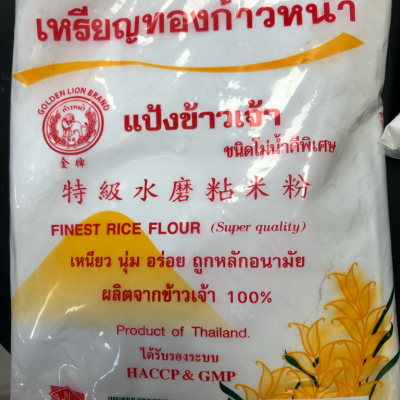 เหรียญทองก้าวหน้า
GOLDEN LION BRAND
金牌
แป้งข้าวเจ้า
ชนิดโม่น้ำดีพิเศษ
特級水磨粘米粉
FINEST RICE FLOUR (Super quality)
เหนียว นุ่ม อร่อย ถูกหลักอนามัย
ผลิตจากข้าวเจ้า 100%
Product of Thailand.
ได้รับรองระบบ
HACCP & GMP